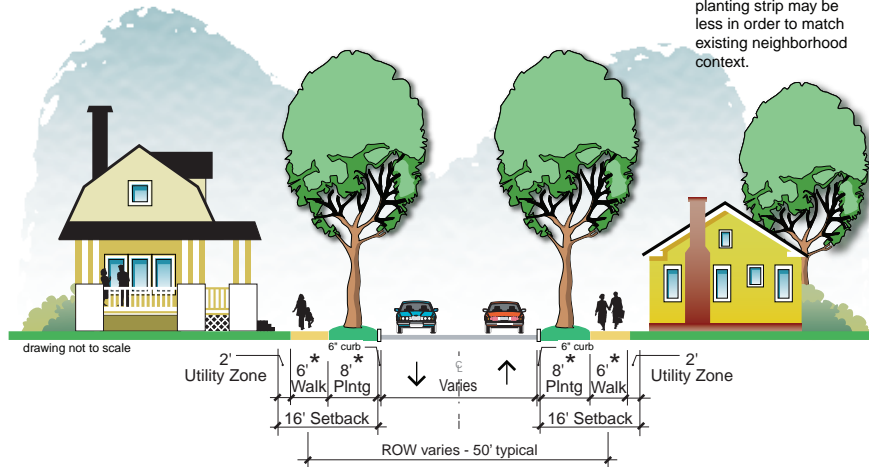 planting strip may be
less in order to match
existing neighborhood
context.
drawing not to scale
6" curb
6" curb
2'
Utility Zone
6'*
Walk
8'*
Plntg
℄
Varies
8'*
Plntg
6'*
Walk
2'
Utility Zone
16' Setback
16' Setback
ROW varies - 50' typical